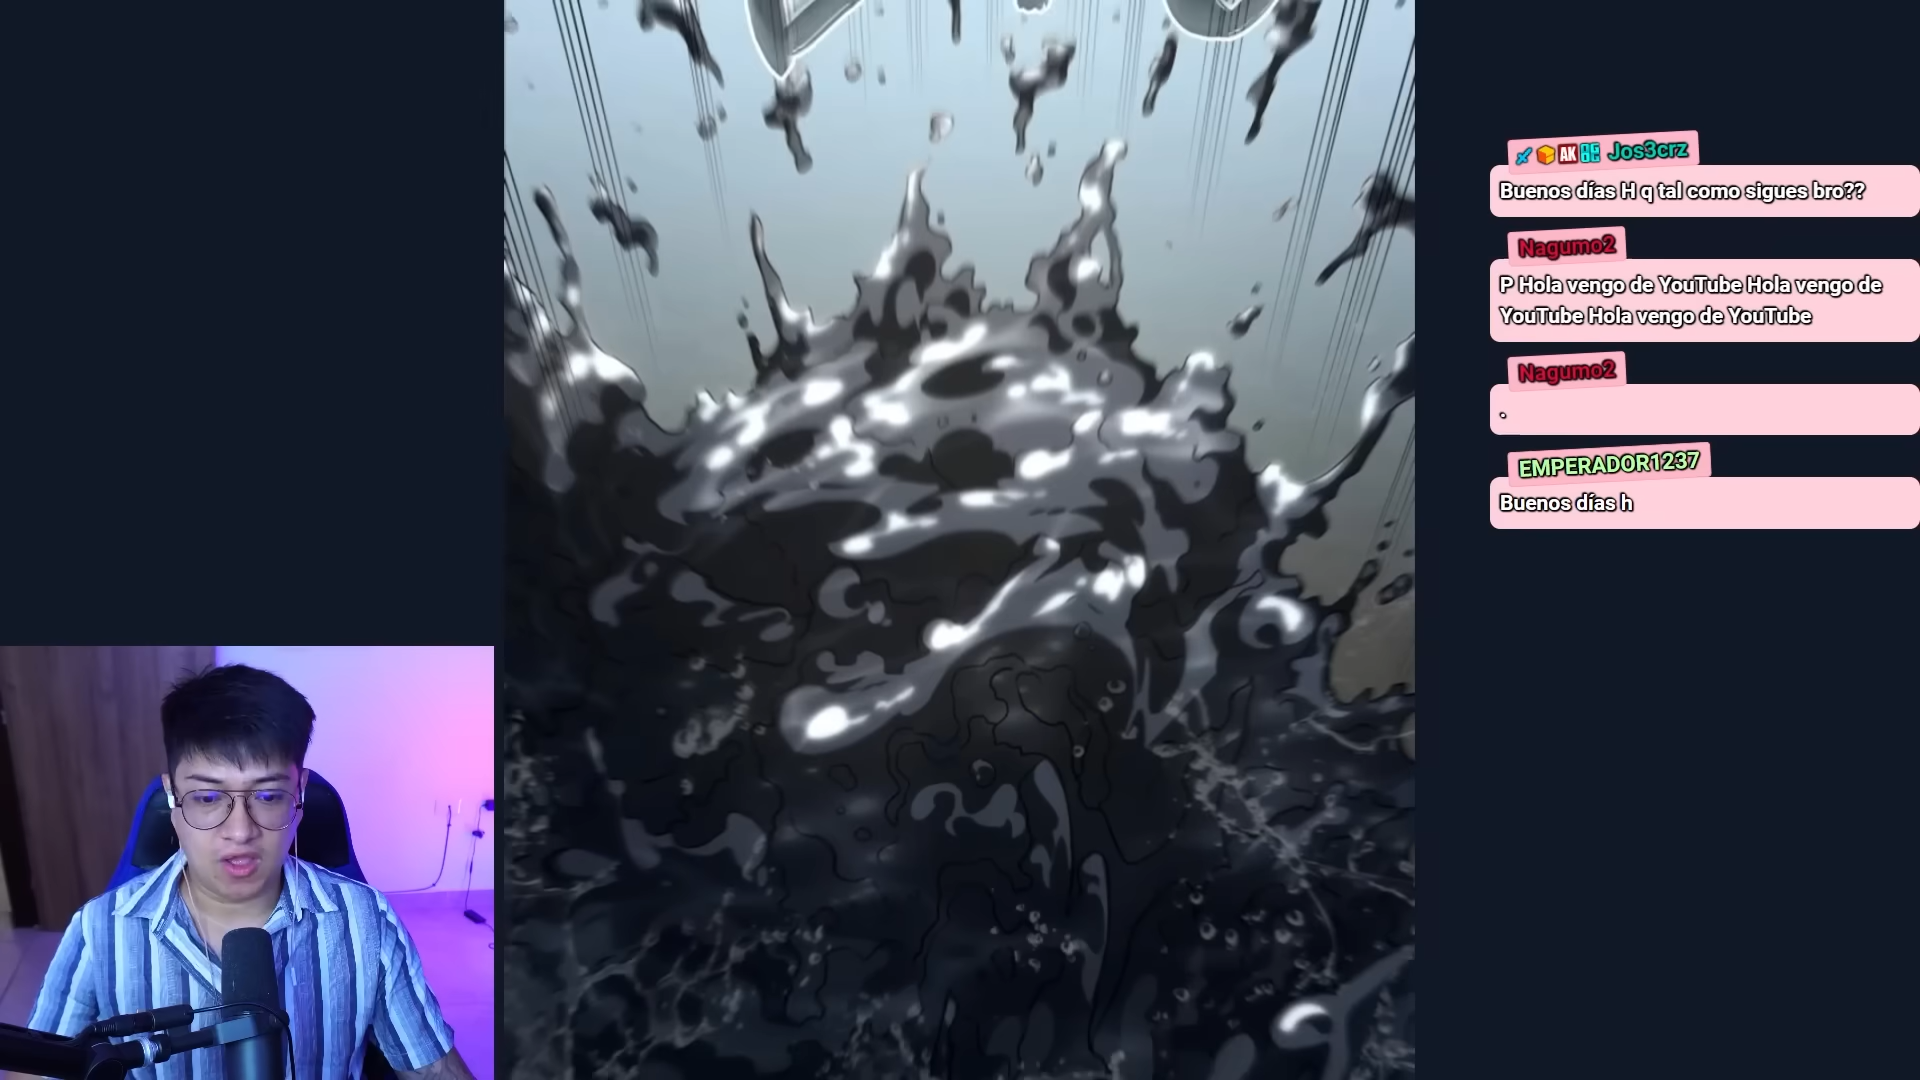 AK Jos3crz
Buenos días H q tal como sigues bro??
Nagumo2
P Hola vengo de YouTube Hola vengo de
YouTube Hola vengo de YouTube
Nagumo2
.
EMPERADOR1237
Buenos días h